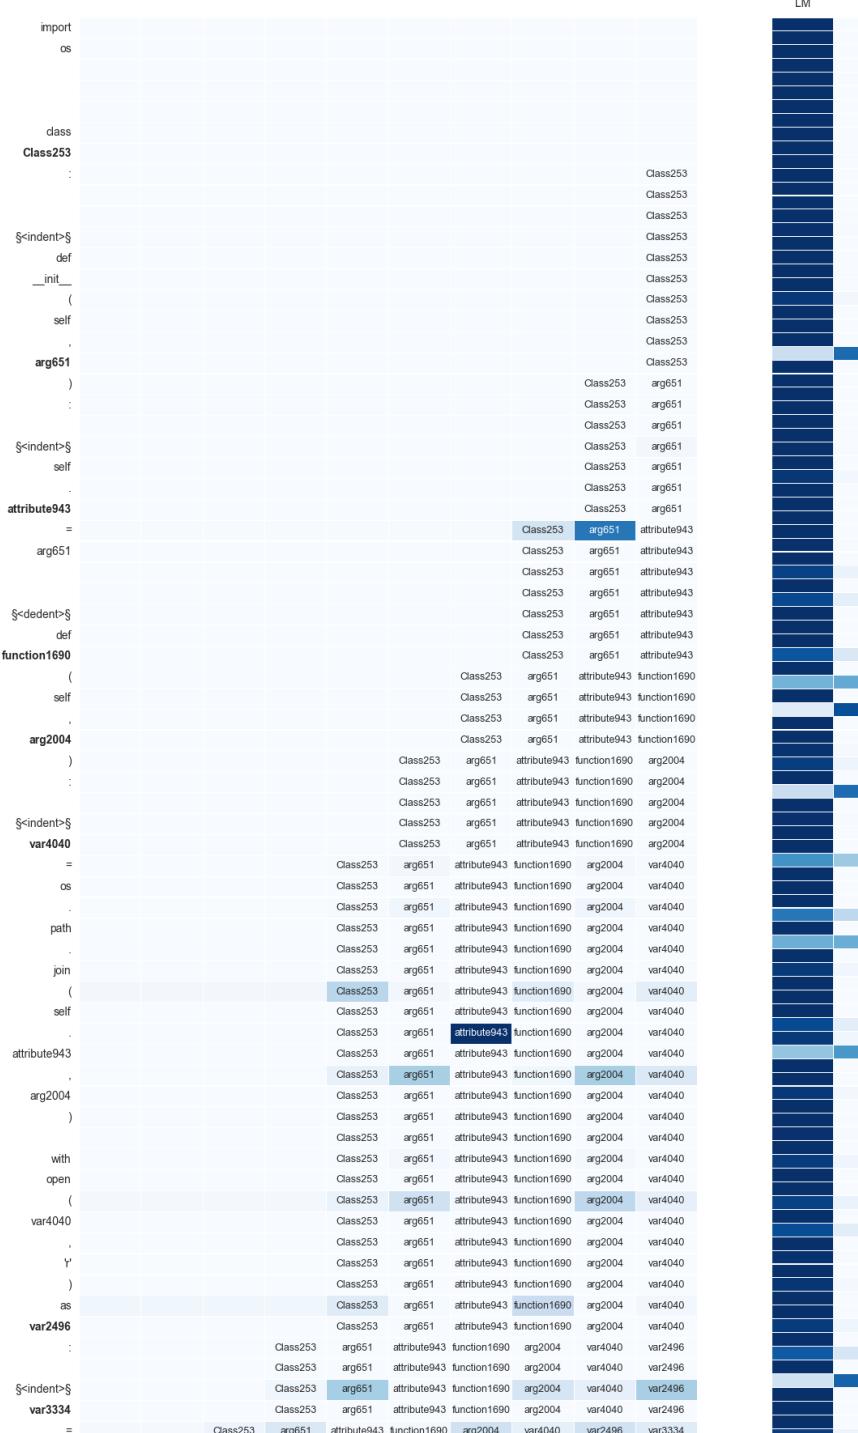 LM
import
os
class
Class253
: Class253
Class253
Class253
§<indent>§ Class253
def Class253
__init__ Class253
( Class253
self Class253
, Class253
arg651 Class253
) Class253 arg651
: Class253 arg651
Class253 arg651
§<indent>§ Class253 arg651
self Class253 arg651
. Class253 arg651
attribute943 Class253 arg651
= Class253 arg651 attribute943
arg651 Class253 arg651 attribute943
Class253 arg651 attribute943
Class253 arg651 attribute943
§<dedent>§ Class253 arg651 attribute943
def Class253 arg651 attribute943
function1690 Class253 arg651 attribute943
( Class253 arg651 attribute943 function1690
self Class253 arg651 attribute943 function1690
, Class253 arg651 attribute943 function1690
arg2004 Class253 arg651 attribute943 function1690
) Class253 arg651 attribute943 function1690 arg2004
: Class253 arg651 attribute943 function1690 arg2004
Class253 arg651 attribute943 function1690 arg2004
§<indent>§ Class253 arg651 attribute943 function1690 arg2004
var4040 Class253 arg651 attribute943 function1690 arg2004
= Class253 arg651 attribute943 function1690 arg2004 var4040
os Class253 arg651 attribute943 function1690 arg2004 var4040
. Class253 arg651 attribute943 function1690 arg2004 var4040
path Class253 arg651 attribute943 function1690 arg2004 var4040
. Class253 arg651 attribute943 function1690 arg2004 var4040
join Class253 arg651 attribute943 function1690 arg2004 var4040
( Class253 arg651 attribute943 function1690 arg2004 var4040
self Class253 arg651 attribute943 function1690 arg2004 var4040
. Class253 arg651 attribute943 function1690 arg2004 var4040
attribute943 Class253 arg651 attribute943 function1690 arg2004 var4040
, Class253 arg651 attribute943 function1690 arg2004 var4040
arg2004 Class253 arg651 attribute943 function1690 arg2004 var4040
) Class253 arg651 attribute943 function1690 arg2004 var4040
Class253 arg651 attribute943 function1690 arg2004 var4040
with Class253 arg651 attribute943 function1690 arg2004 var4040
open Class253 arg651 attribute943 function1690 arg2004 var4040
( Class253 arg651 attribute943 function1690 arg2004 var4040
var4040 Class253 arg651 attribute943 function1690 arg2004 var4040
, Class253 arg651 attribute943 function1690 arg2004 var4040
'r' Class253 arg651 attribute943 function1690 arg2004 var4040
) Class253 arg651 attribute943 function1690 arg2004 var4040
as Class253 arg651 attribute943 function1690 arg2004 var4040
var2496 Class253 arg651 attribute943 function1690 arg2004 var4040
: Class253 arg651 attribute943 function1690 arg2004 var4040 var2496
Class253 arg651 attribute943 function1690 arg2004 var4040 var2496
§<indent>§ Class253 arg651 attribute943 function1690 arg2004 var4040 var2496
var3334 Class253 arg651 attribute943 function1690 arg2004 var4040 var2496
= Class253 arg651 attribute943 function1690 arg2004 var4040 var2496 var3334